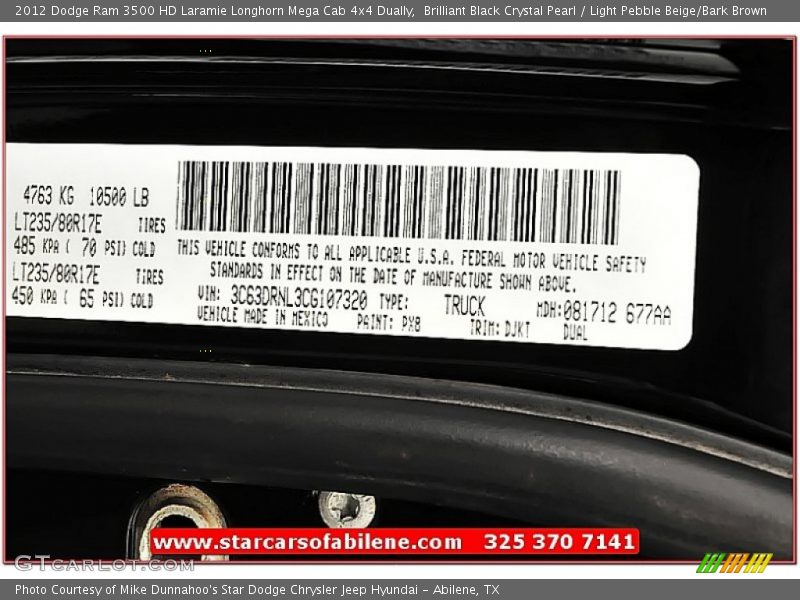 2012 Dodge Ram 3500 HD Laramie Longhorn Mega Cab 4x4 Dually, Brilliant Black Crystal Pearl / Light Pebble Beige/Bark Brown
4763 KG 10500 LB
LT235/80R17E TIRES
485 KPA ( 70 PSI) COLD
LT235/80R17E TIRES
450 KPA ( 65 PSI) COLD
THIS VEHICLE CONFORMS TO ALL APPLICABLE U.S.A. FEDERAL MOTOR VEHICLE SAFETY
STANDARDS IN EFFECT ON THE DATE OF MANUFACTURE SHOWN ABOVE.
VIN: 3C63DRNL3CG107320 TYPE: TRUCK MDH:081712 677AA
VEHICLE MADE IN MEXICO PAINT: PX8 TRIM: DJKT DUAL
www.starcarsofabilene.com 325 370 7141
GTcarlot.com
Photo Courtesy of Mike Dunnahoo's Star Dodge Chrysler Jeep Hyundai - Abilene, TX